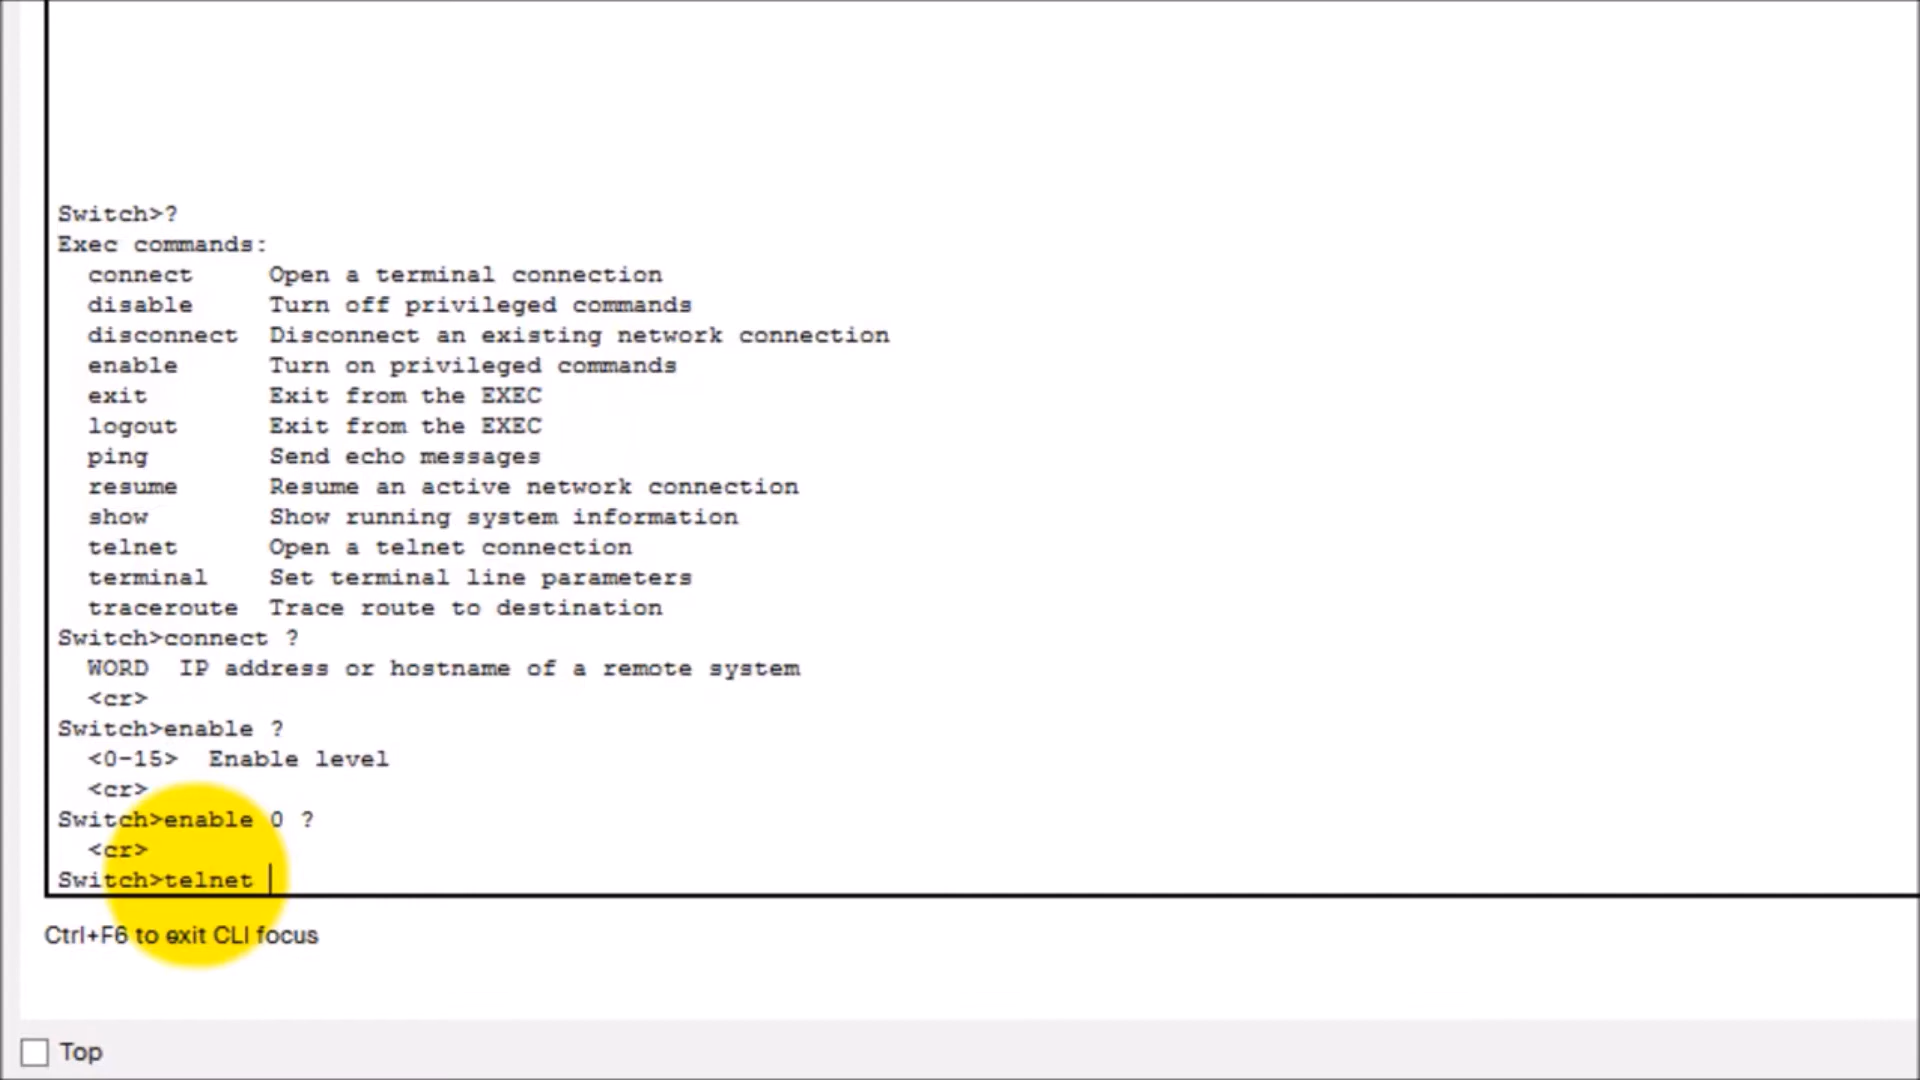 Switch>?
Exec commands:
connect Open a terminal connection
disable Turn off privileged commands
disconnect Disconnect an existing network connection
enable Turn on privileged commands
exit Exit from the EXEC
logout Exit from the EXEC
ping Send echo messages
resume Resume an active network connection
show Show running system information
telnet Open a telnet connection
terminal Set terminal line parameters
traceroute Trace route to destination
Switch>connect ?
WORD IP address or hostname of a remote system
<cr>
Switch>enable ?
<0-15> Enable level
<cr>
Switch>enable 0 ?
<cr>
Switch>telnet
Ctrl+F6 to exit CLI focus
Top